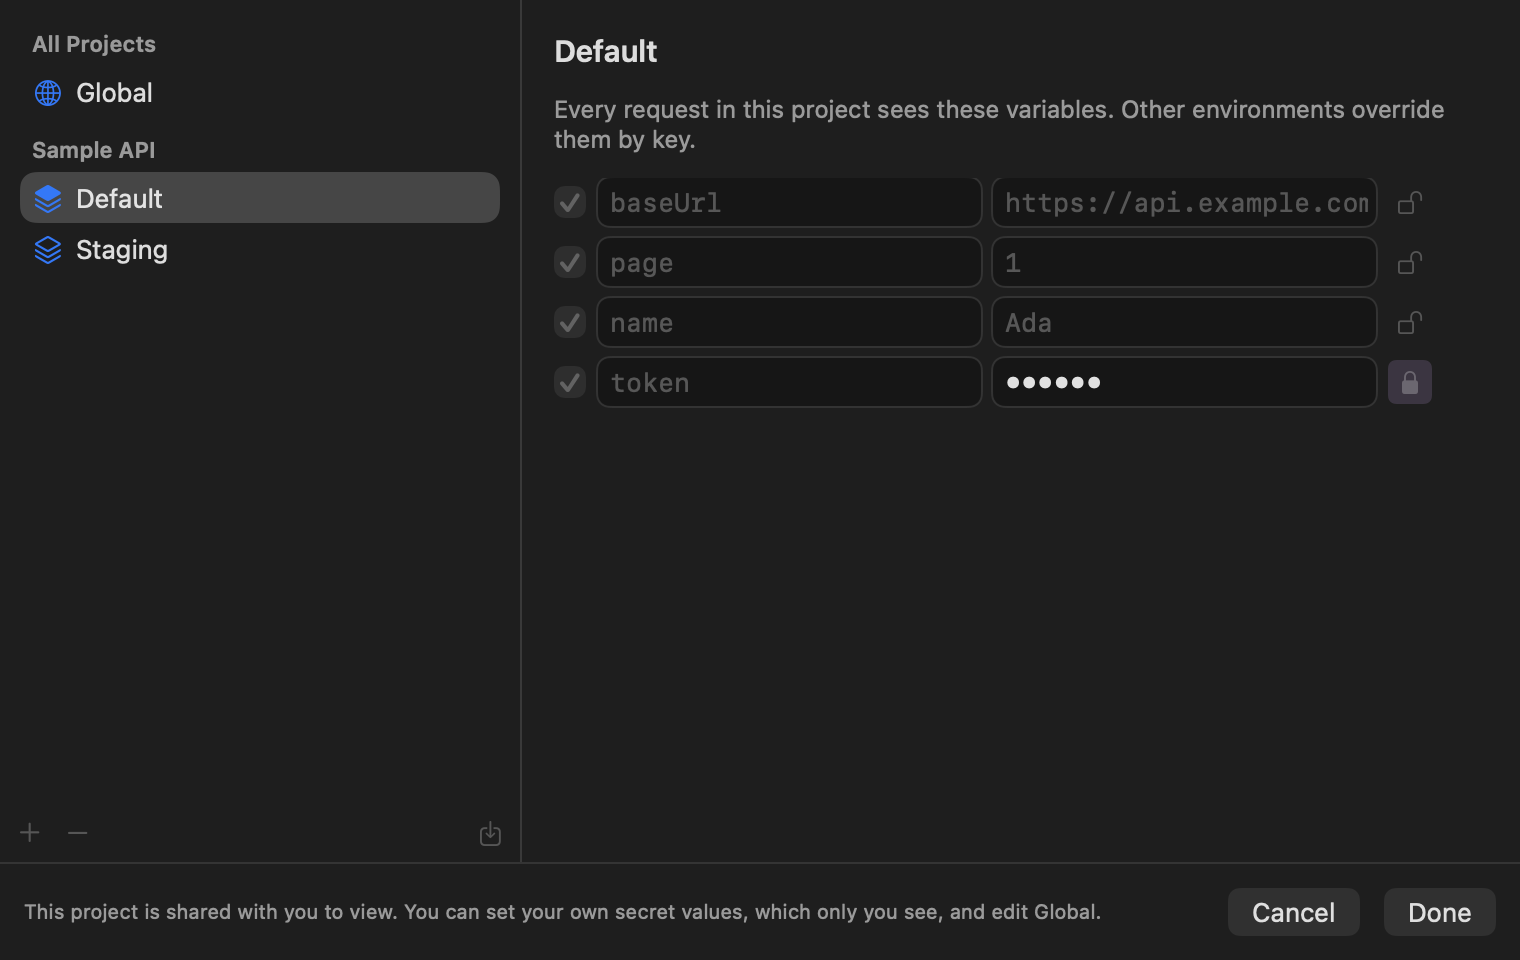 All Projects
Global
Sample API
Default
Staging
Default
Every request in this project sees these variables. Other environments override
them by key.
baseUrl https://api.example.com
page 1
name Ada
token ••••••
This project is shared with you to view. You can set your own secret values, which only you see, and edit Global.
Cancel Done